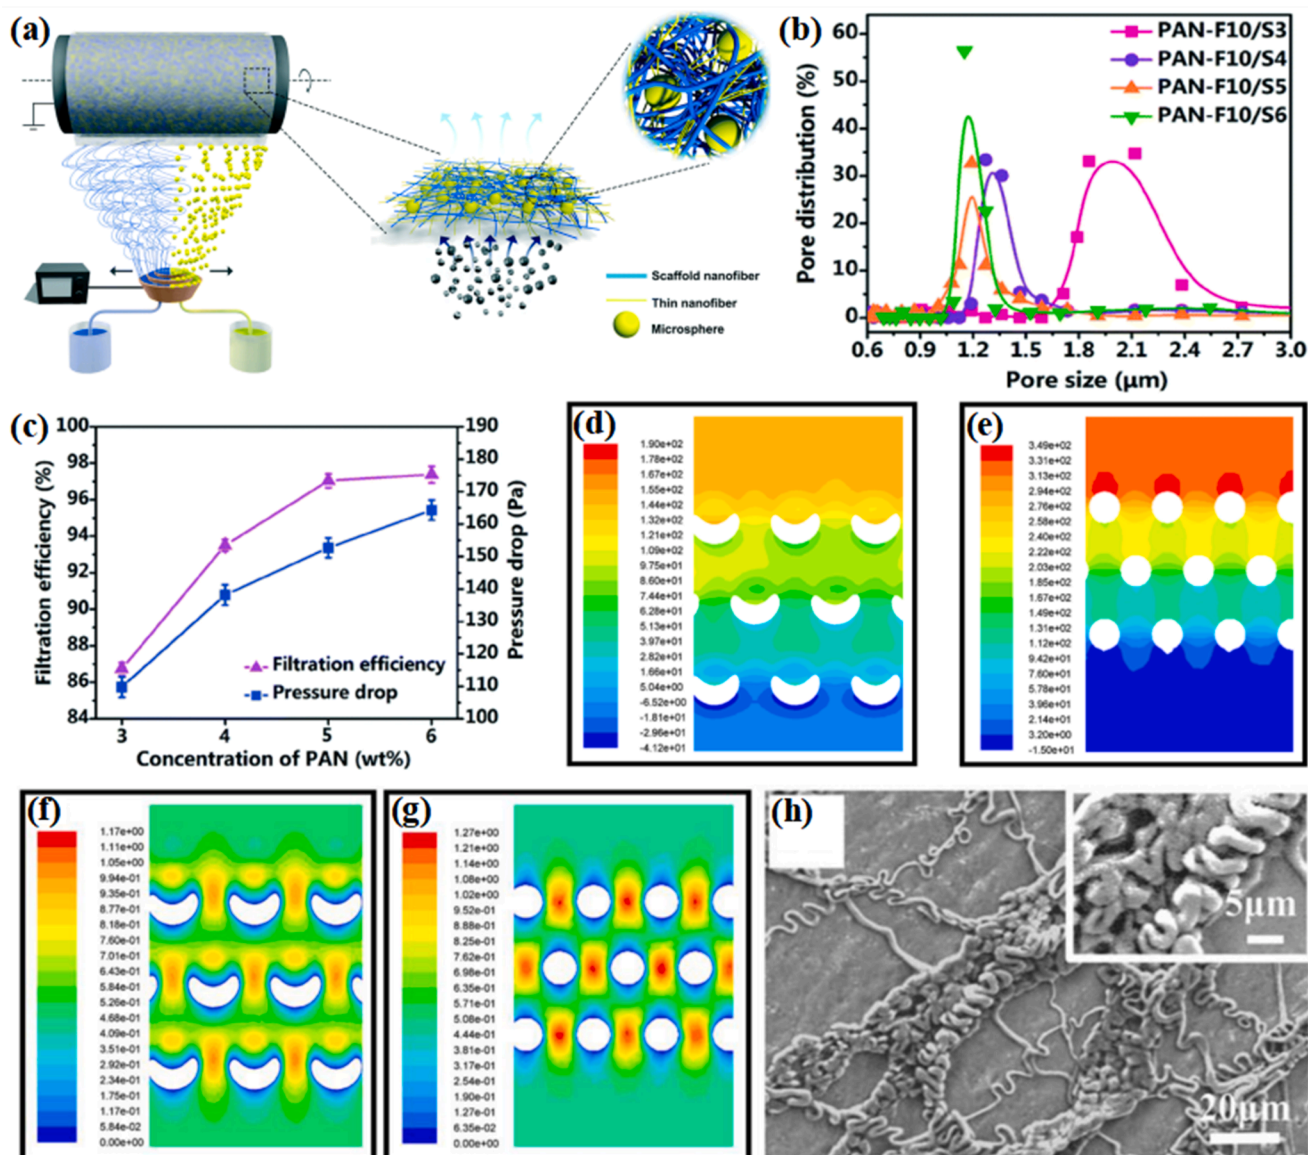 (a)
Scaffold nanofiber
Thin nanofiber
Microsphere
(b)
PAN-F10/S3
PAN-F10/S4
PAN-F10/S5
PAN-F10/S6
Pore distribution (%)
60
50
40
30
20
10
0
0.6 0.9 1.2 1.5 1.8 2.1 2.4 2.7 3.0
Pore size (μm)
(c)
Filtration efficiency (%)
100
98
96
94
92
90
88
86
84
Filtration efficiency
Pressure drop
190
180
170
160
150
140
130
120
110
100
Pressure drop (Pa)
3 4 5 6
Concentration of PAN (wt%)
(d)
1.90e+02
1.78e+02
1.67e+02
1.55e+02
1.44e+02
1.32e+02
1.21e+02
1.09e+02
9.75e+01
8.60e+01
7.44e+01
6.28e+01
5.13e+01
3.97e+01
2.82e+01
1.66e+01
5.04e+00
-6.52e+00
-1.81e+01
-2.96e+01
-4.12e+01
(e)
3.49e+02
3.31e+02
3.13e+02
2.94e+02
2.76e+02
2.58e+02
2.40e+02
2.22e+02
2.03e+02
1.85e+02
1.67e+02
1.49e+02
1.31e+02
1.12e+02
9.42e+01
7.60e+01
5.78e+01
3.96e+01
2.14e+01
3.20e+00
-1.50e+01
(f)
1.17e+00
1.11e+00
1.05e+00
9.94e-01
9.35e-01
8.77e-01
8.18e-01
7.60e-01
7.01e-01
6.43e-01
5.84e-01
5.26e-01
4.68e-01
4.09e-01
3.51e-01
2.92e-01
2.34e-01
1.75e-01
1.17e-01
5.84e-02
0.00e+00
(g)
1.27e+00
1.21e+00
1.14e+00
1.08e+00
1.02e+00
9.52e-01
8.88e-01
8.25e-01
7.62e-01
6.98e-01
6.35e-01
5.71e-01
5.08e-01
4.44e-01
3.81e-01
3.17e-01
2.54e-01
1.90e-01
1.27e-01
6.35e-02
0.00e+00
(h)
5μm
20μm